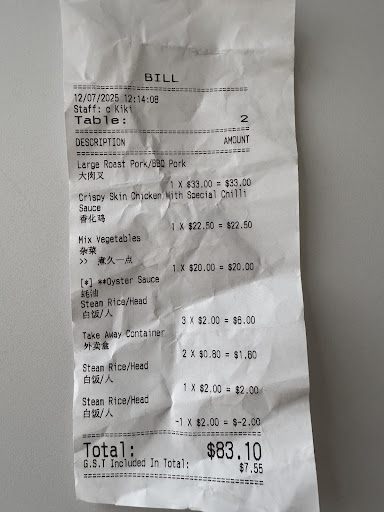 BILL
12/07/2025 12:14:08
Staff: c Kiki
Table: 2
DESCRIPTION AMOUNT
Large Roast Pork/BBQ Pork
大肉叉
1 X $33.00 = $33.00
Crispy Skin Chicken With Special Chilli
Sauce
香化鸡
1 X $22.50 = $22.50
Mix Vegetables
杂菜
>> 煮久一点
1 X $20.00 = $20.00
[*] **Oyster Sauce
蚝油
Steam Rice/Head
白饭/人
3 X $2.00 = $6.00
Take Away Container
外卖盒
2 X $0.80 = $1.60
Steam Rice/Head
白饭/人
1 X $2.00 = $2.00
Steam Rice/Head
白饭/人
-1 X $2.00 = $-2.00
Total: $83.10
G.S.T Included In Total: $7.55